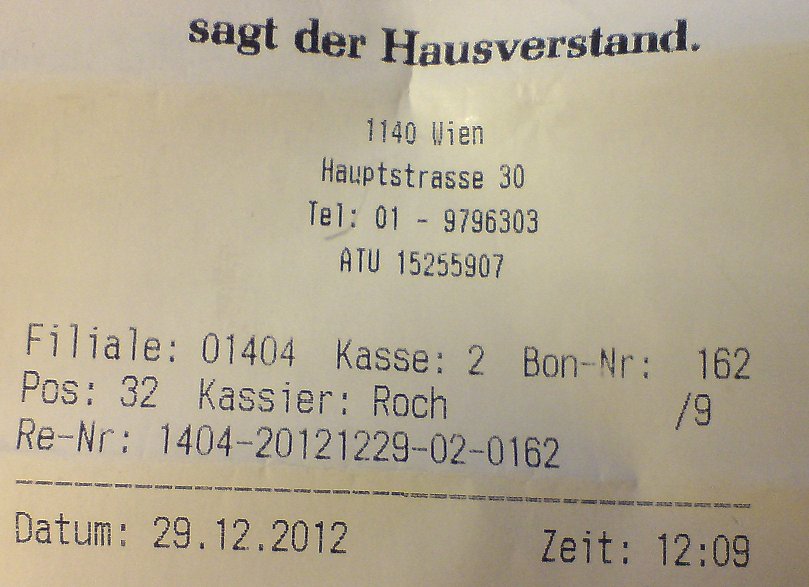 sagt der Hausverstand.
1140 Wien
Hauptstrasse 30
Tel: 01 - 9796303
ATU 15255907
Filiale: 01404 Kasse: 2 Bon-Nr: 162
Pos: 32 Kassier: Roch /9
Re-Nr: 1404-20121229-02-0162
Datum: 29.12.2012 Zeit: 12:09